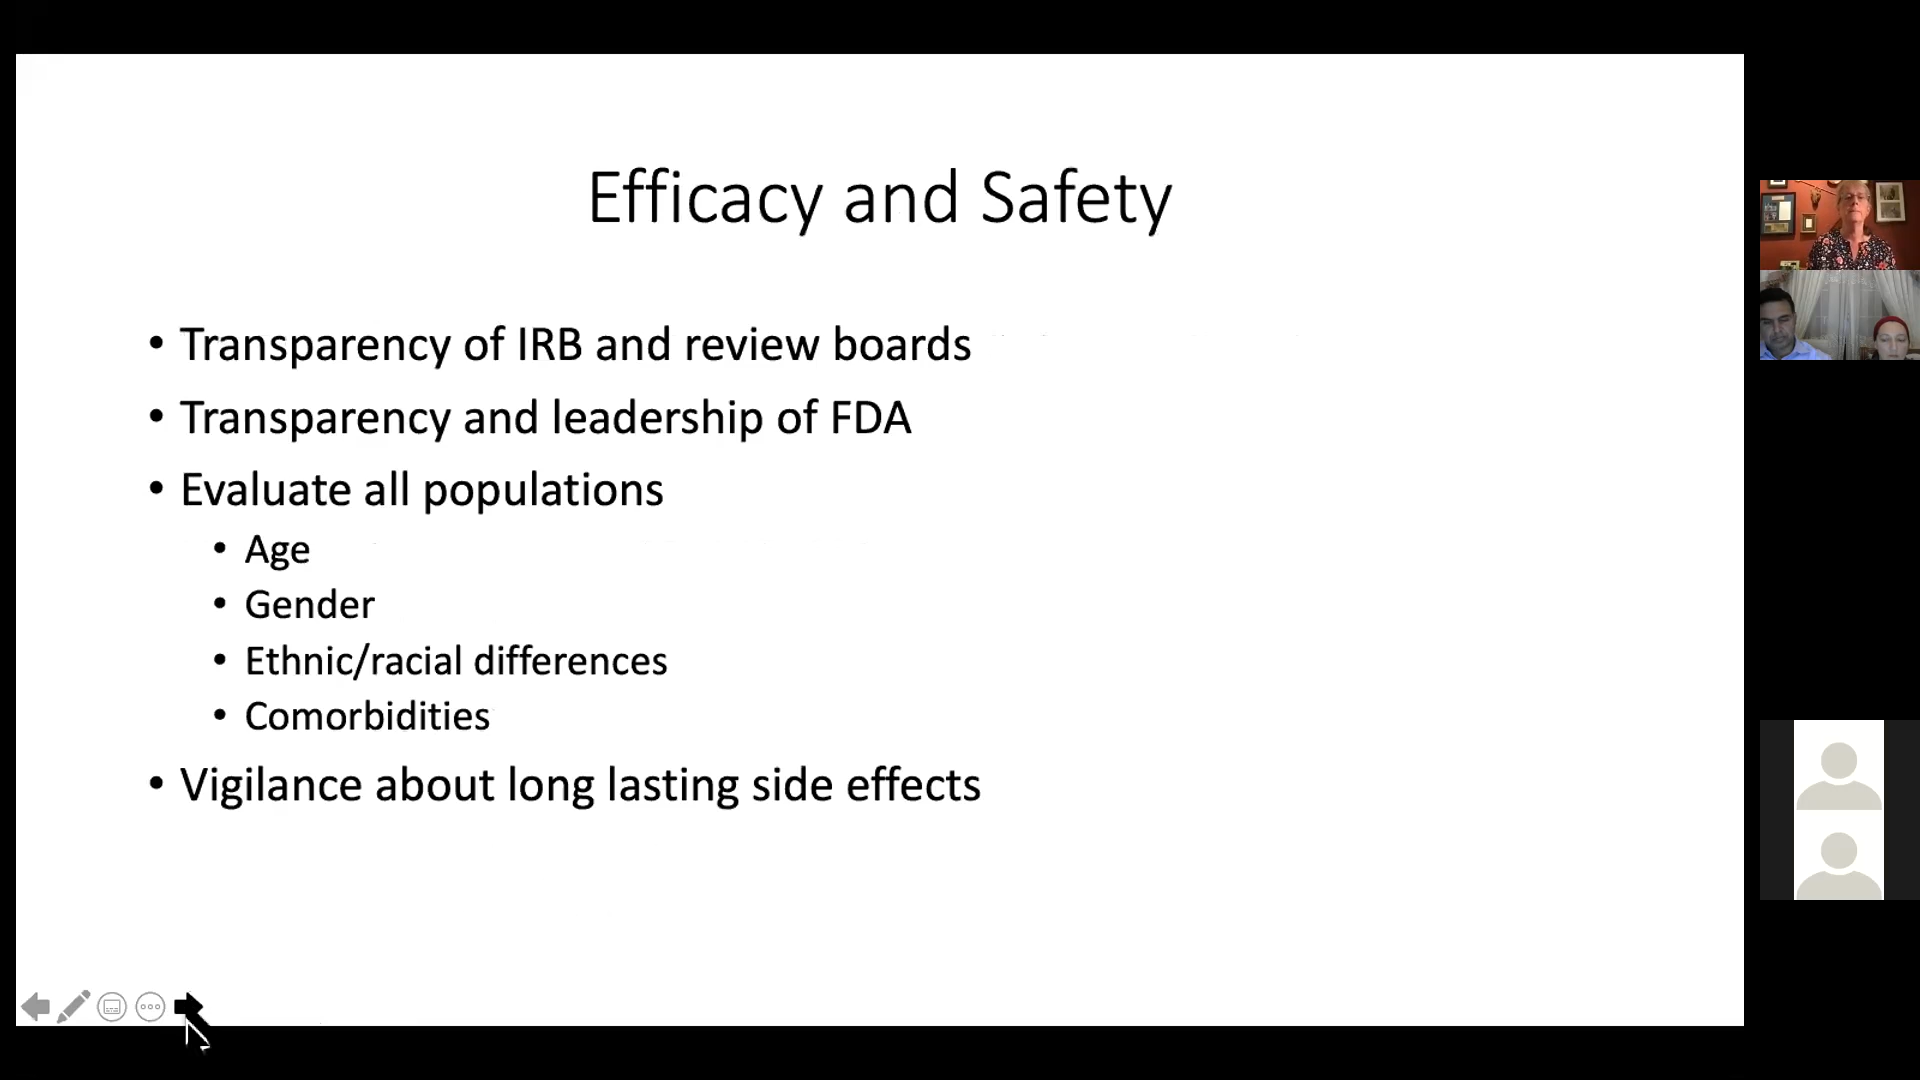 Efficacy and Safety
• Transparency of IRB and review boards
• Transparency and leadership of FDA
• Evaluate all populations
• Age
• Gender
• Ethnic/racial differences
• Comorbidities
• Vigilance about long lasting side effects